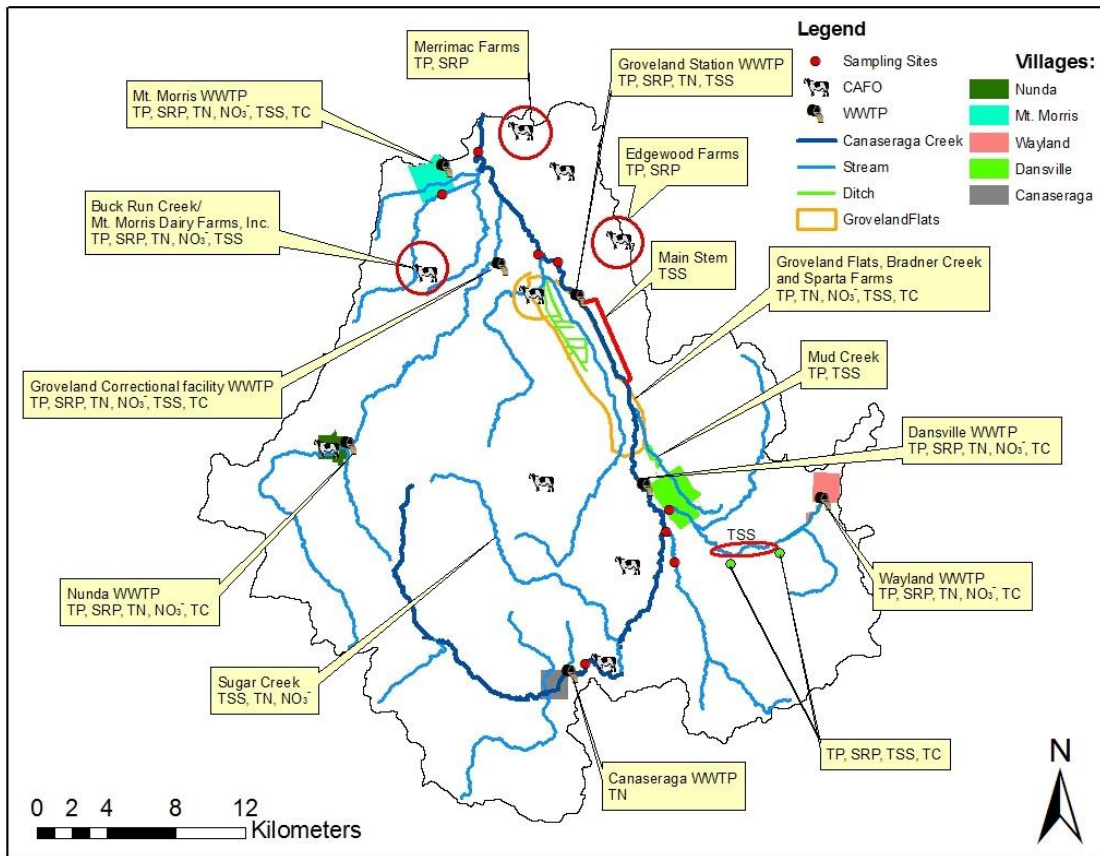 Merrimac Farms
TP, SRP
Groveland Station WWTP
TP, SRP, TN, TSS
Legend
Sampling Sites
CAFO
WWTP
Canaseraga Creek
Stream
Ditch
GrovelandFlats
Villages:
Nunda
Mt. Morris
Wayland
Dansville
Canaseraga
Mt. Morris WWTP
TP, SRP, TN, NO₃⁻, TSS, TC
Edgewood Farms
TP, SRP
Buck Run Creek/
Mt. Morris Dairy Farms, Inc.
TP, SRP, TN, NO₃⁻, TSS
Main Stem
TSS
Groveland Flats, Bradner Creek
and Sparta Farms
TP, TN, NO₃⁻, TSS, TC
Mud Creek
TP, TSS
Groveland Correctional facility WWTP
TP, SRP, TN, NO₃⁻, TSS, TC
Dansville WWTP
TP, SRP, TN, NO₃⁻, TC
TSS
Nunda WWTP
TP, SRP, TN, NO₃⁻, TC
Wayland WWTP
TP, SRP, TN, NO₃⁻, TC
Sugar Creek
TSS, TN, NO₃⁻
TP, SRP, TSS, TC
Canaseraga WWTP
TN
N
0 2 4 8 12
Kilometers